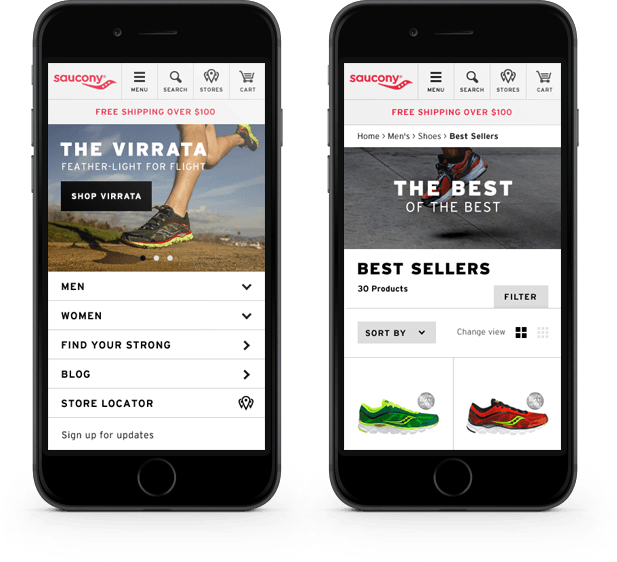 saucony®
MENU
SEARCH
STORES
CART
FREE SHIPPING OVER $100
THE VIRRATA
FEATHER-LIGHT FOR FLIGHT
SHOP VIRRATA
MEN
WOMEN
FIND YOUR STRONG
BLOG
STORE LOCATOR
Sign up for updates
saucony®
MENU
SEARCH
STORES
CART
FREE SHIPPING OVER $100
Home > Men's > Shoes > Best Sellers
THE BEST
OF THE BEST
BEST SELLERS
30 Products
FILTER
SORT BY
Change view